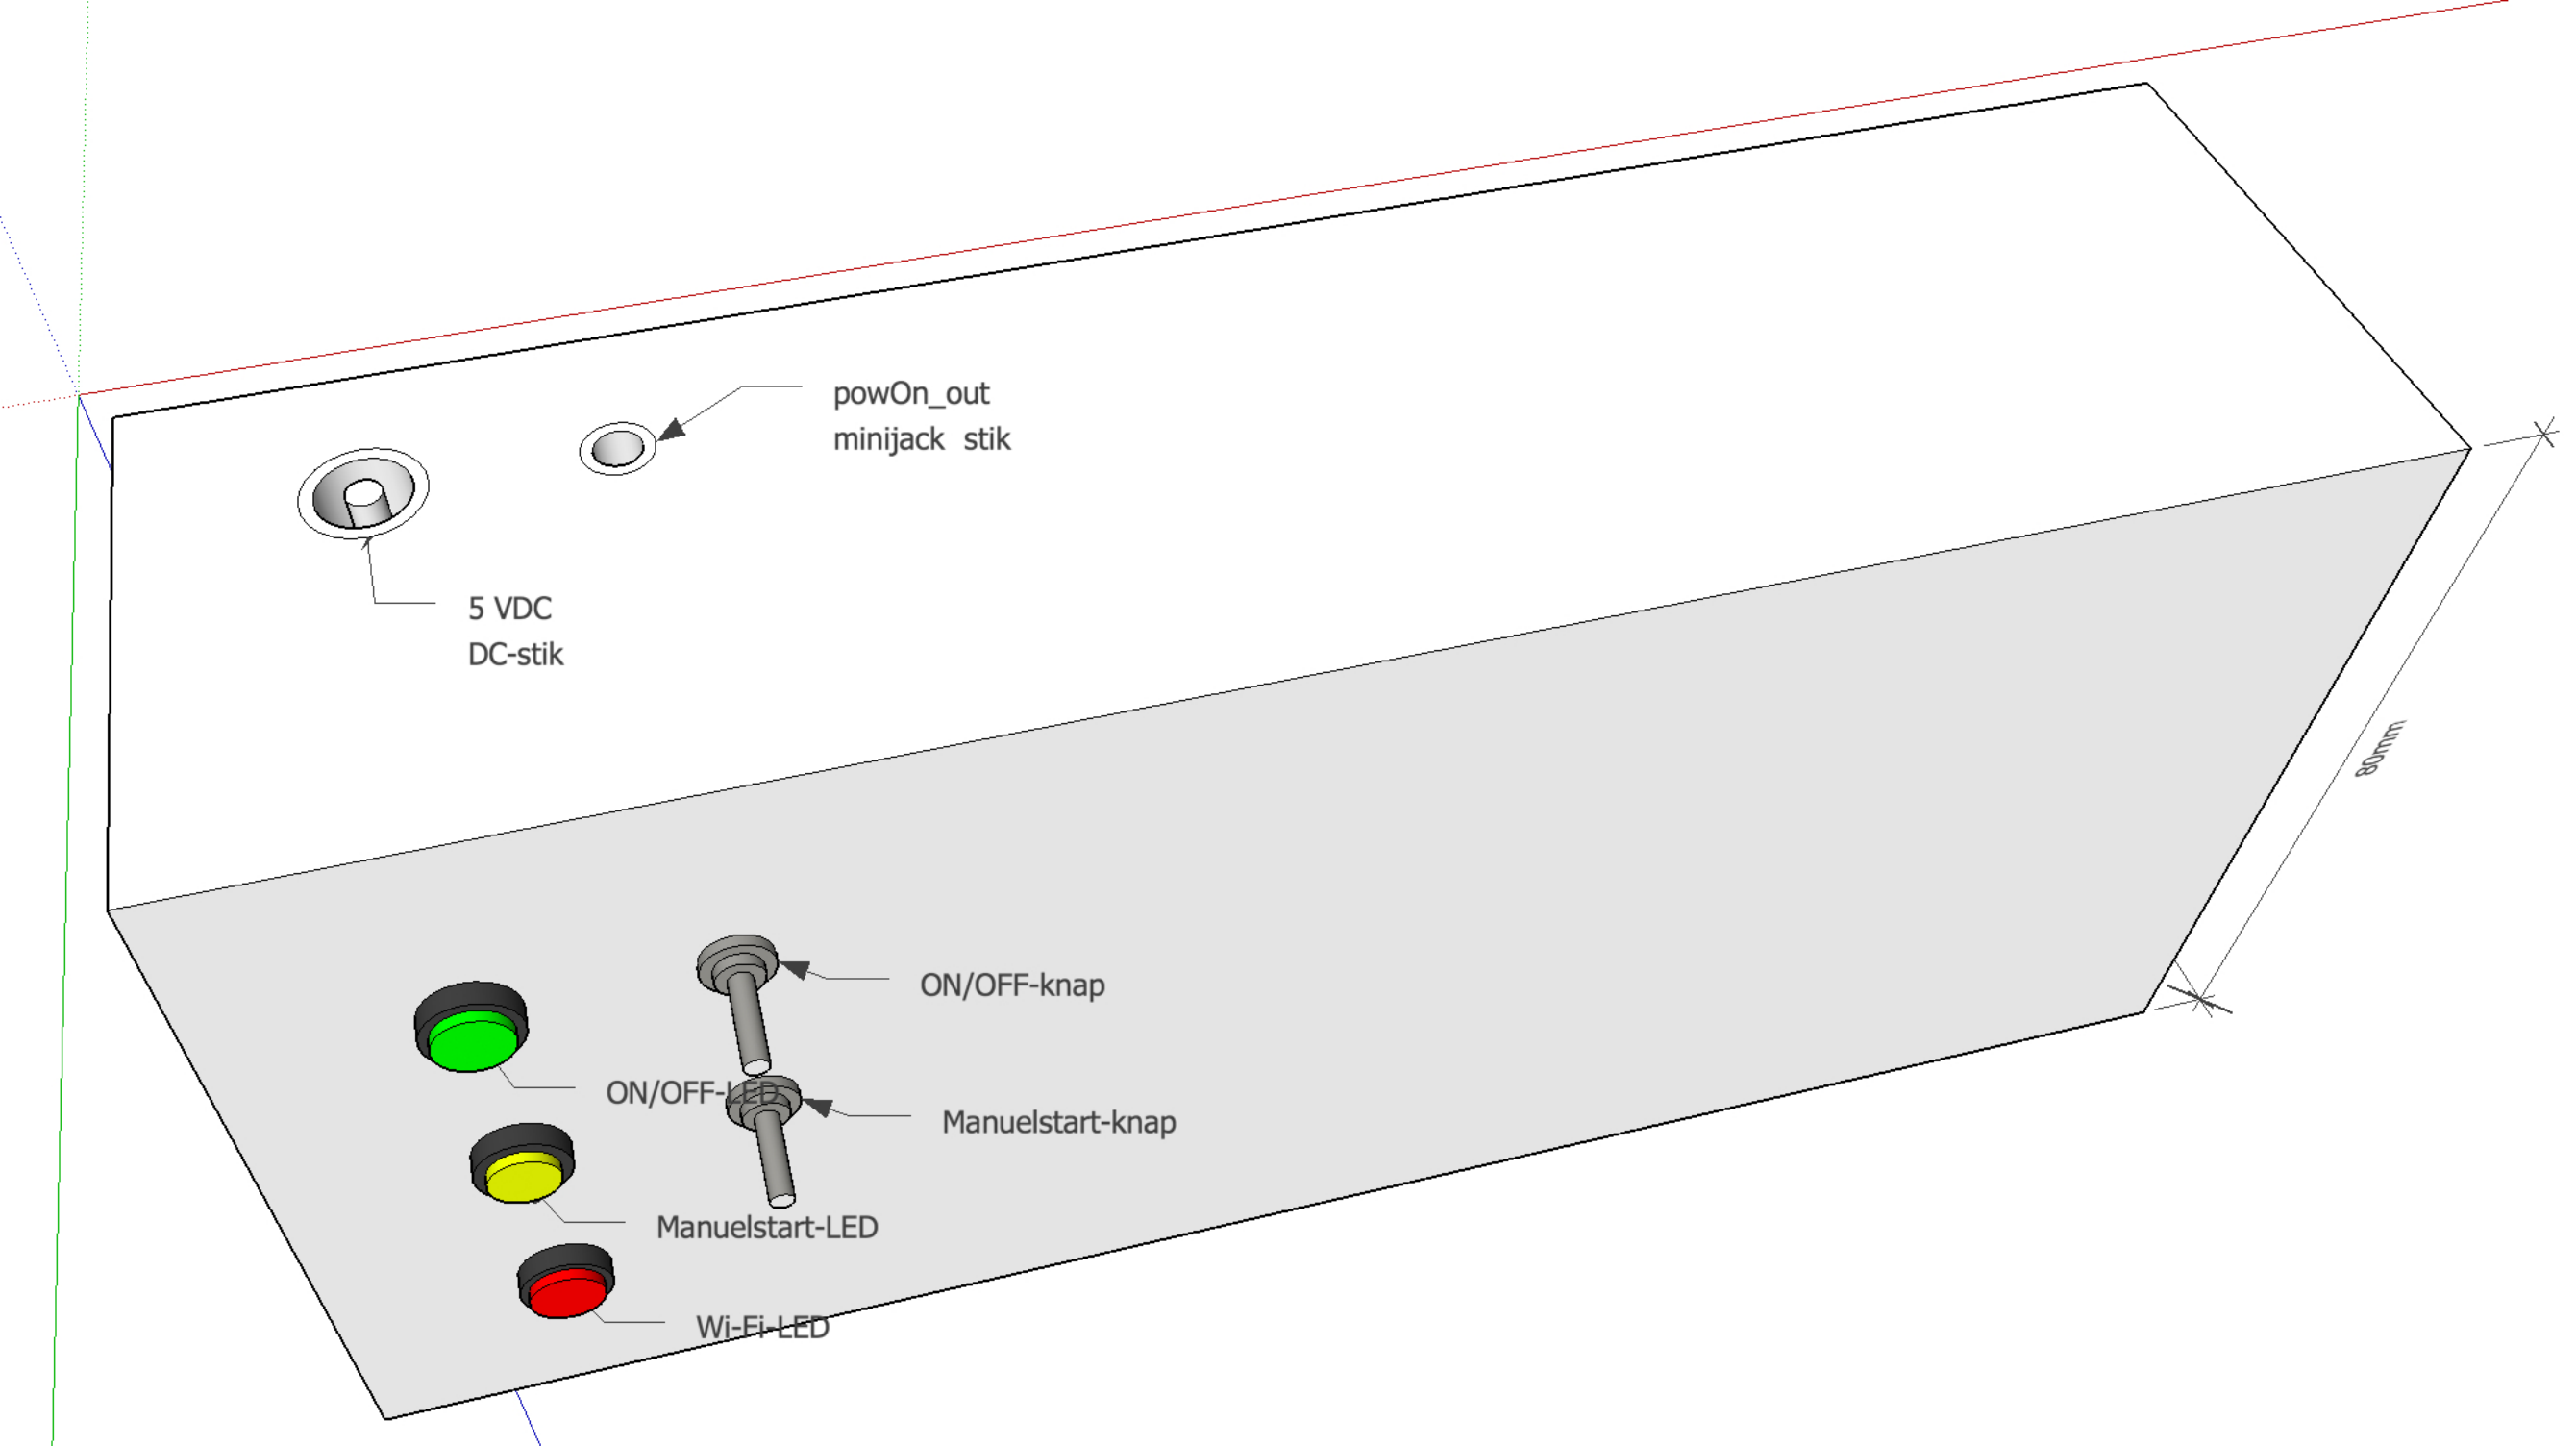 powOn_out
minijack stik
5 VDC
DC-stik
80mm
ON/OFF-knap
ON/OFF-LED
Manuelstart-knap
Manuelstart-LED
Wi-Fi-LED